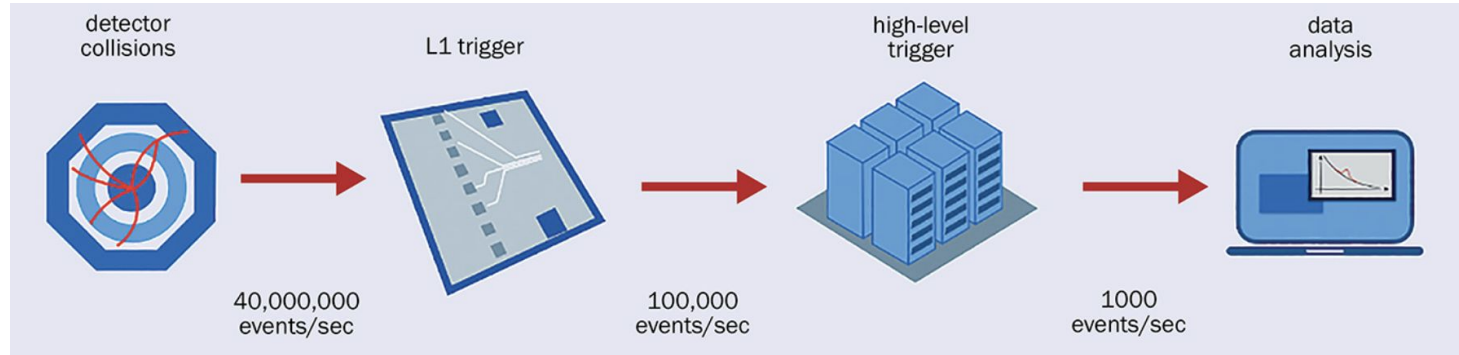 detector
collisions
L1 trigger
high-level
trigger
data
analysis
40,000,000
events/sec
100,000
events/sec
1000
events/sec